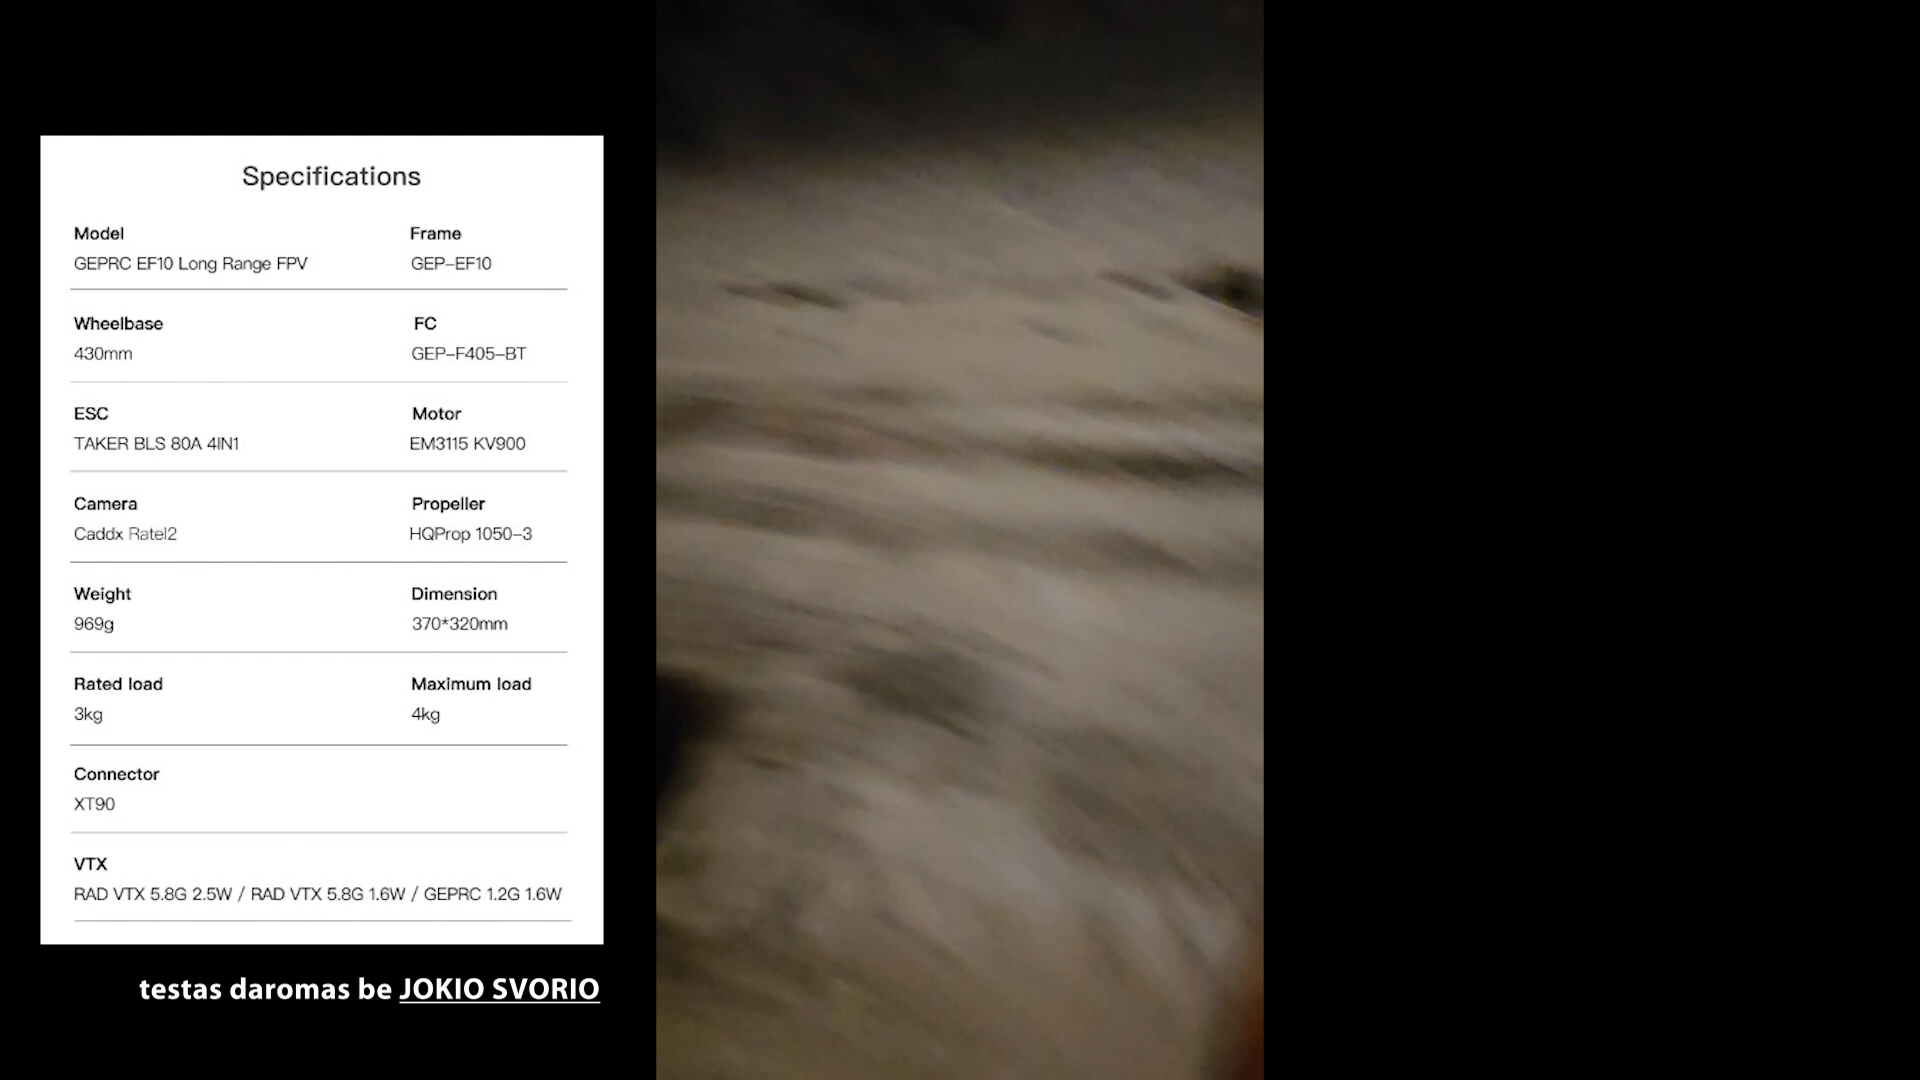 Specifications
Model Frame
GEPRC EF10 Long Range FPV GEP-EF10
Wheelbase FC
430mm GEP-F405-BT
ESC Motor
TAKER BLS 80A 4IN1 EM3115 KV900
Camera Propeller
Caddx Ratel2 HQProp 1050-3
Weight Dimension
969g 370*320mm
Rated load Maximum load
3kg 4kg
Connector
XT90
VTX
RAD VTX 5.8G 2.5W / RAD VTX 5.8G 1.6W / GEPRC 1.2G 1.6W
testas daromas be JOKIO SVORIO